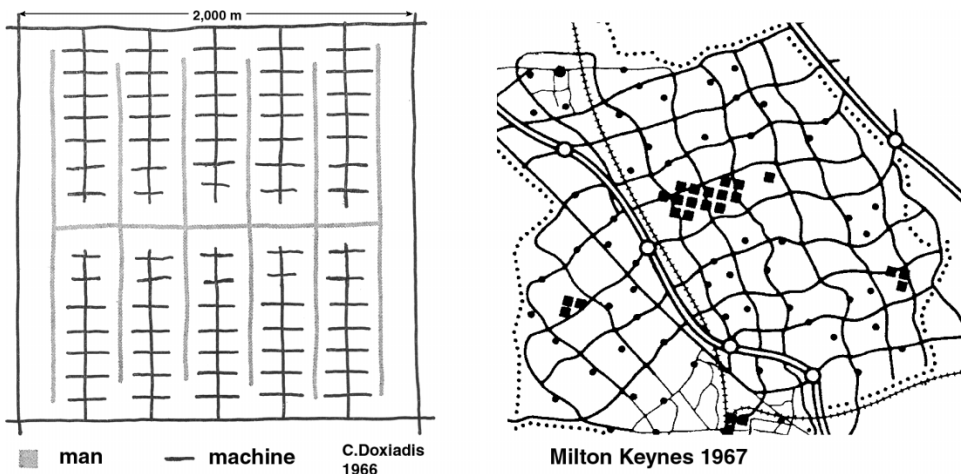 2,000 m
man
machine
C.Doxiadis
1966
Milton Keynes 1967